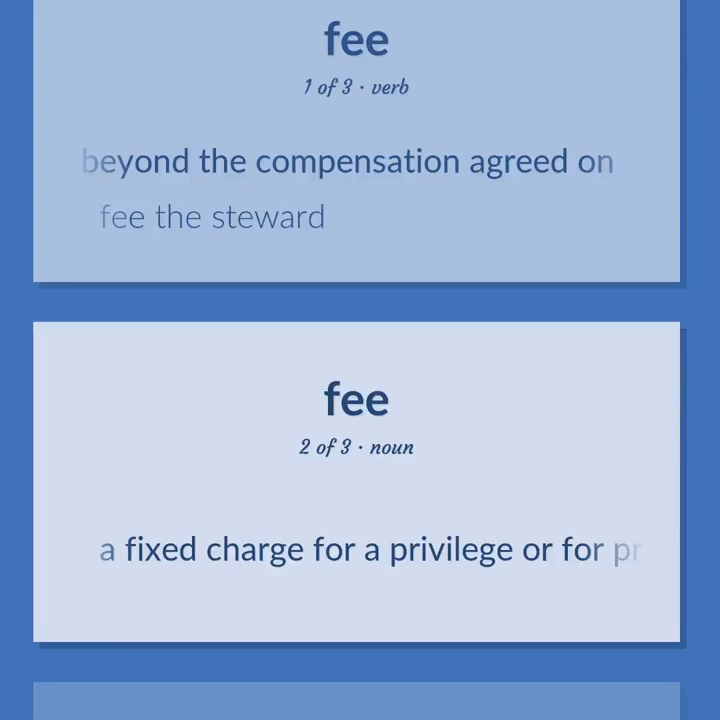 fee
1 of 3 · verb
beyond the compensation agreed on
fee the steward
fee
2 of 3 · noun
a fixed charge for a privilege or for